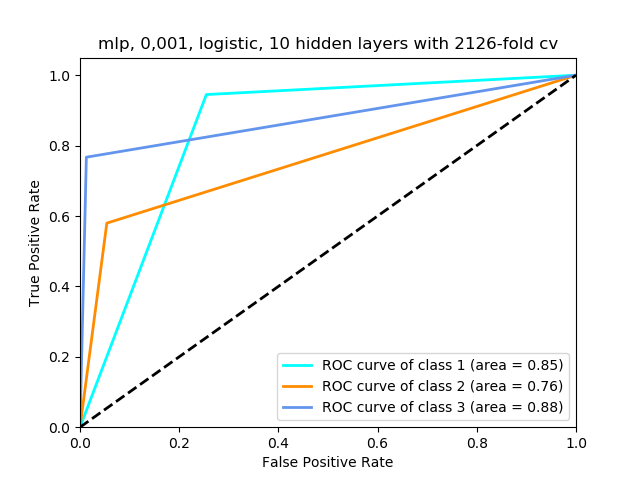 mlp, 0,001, logistic, 10 hidden layers with 2126-fold cv
1.0
0.8
0.6
0.4
0.2
0.0
True Positive Rate
ROC curve of class 1 (area = 0.85)
ROC curve of class 2 (area = 0.76)
ROC curve of class 3 (area = 0.88)
0.0 0.2 0.4 0.6 0.8 1.0
False Positive Rate